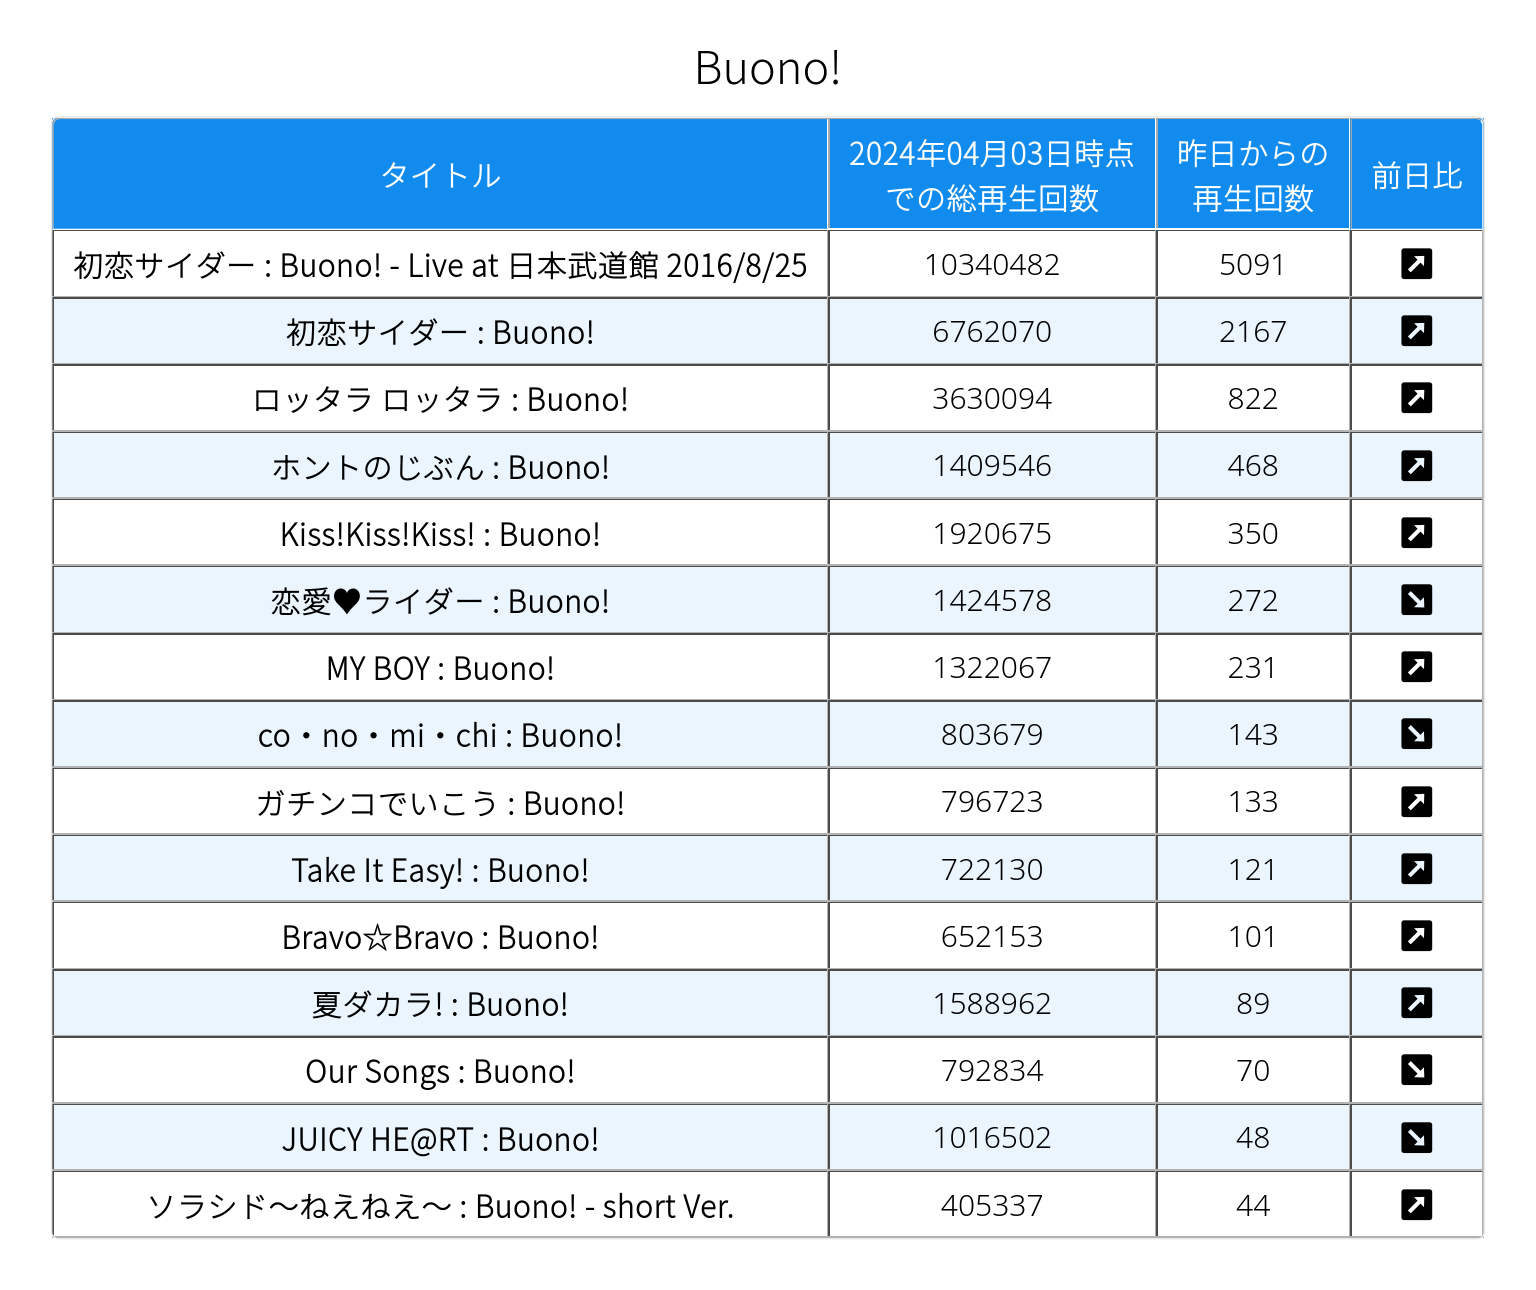 Buono!
タイトル 2024年04月03日時点での総再生回数 昨日からの再生回数 前日比
初恋サイダー : Buono! - Live at 日本武道館 2016/8/25 10340482 5091 ↗
初恋サイダー : Buono! 6762070 2167 ↗
ロッタラ ロッタラ : Buono! 3630094 822 ↗
ホントのじぶん : Buono! 1409546 468 ↗
Kiss!Kiss!Kiss! : Buono! 1920675 350 ↗
恋愛♥ライダー : Buono! 1424578 272 ↘
MY BOY : Buono! 1322067 231 ↗
co・no・mi・chi : Buono! 803679 143 ↘
ガチンコでいこう : Buono! 796723 133 ↗
Take It Easy! : Buono! 722130 121 ↗
Bravo☆Bravo : Buono! 652153 101 ↗
夏ダカラ! : Buono! 1588962 89 ↗
Our Songs : Buono! 792834 70 ↘
JUICY HE@RT : Buono! 1016502 48 ↘
ソラシド〜ねえねえ〜 : Buono! - short Ver. 405337 44 ↗